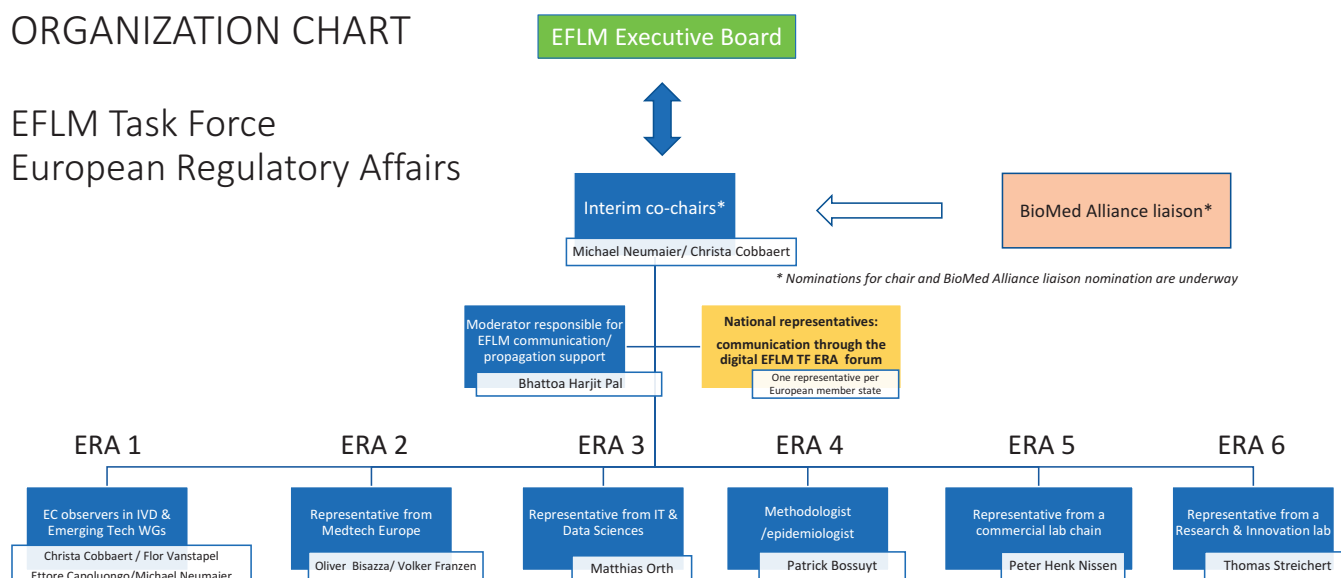 ORGANIZATION CHART
EFLM Executive Board
EFLM Task Force
European Regulatory Affairs
Interim co-chairs*
Michael Neumaier/ Christa Cobbaert
BioMed Alliance liaison*
* Nominations for chair and BioMed Alliance liaison nomination are underway
Moderator responsible for
EFLM communication/
propagation support
Bhattoa Harjit Pal
National representatives:
communication through the
digital EFLM TF ERA forum
One representative per
European member state
ERA 1
EC observers in IVD &
Emerging Tech WGs
Christa Cobbaert / Flor Vanstapel
Ettore Capoluongo/Michael Neumaier
ERA 2
Representative from
Medtech Europe
Oliver Bisazza/ Volker Franzen
ERA 3
Representative from IT &
Data Sciences
Matthias Orth
ERA 4
Methodologist
/epidemiologist
Patrick Bossuyt
ERA 5
Representative from a
commercial lab chain
Peter Henk Nissen
ERA 6
Representative from a
Research & Innovation lab
Thomas Streichert